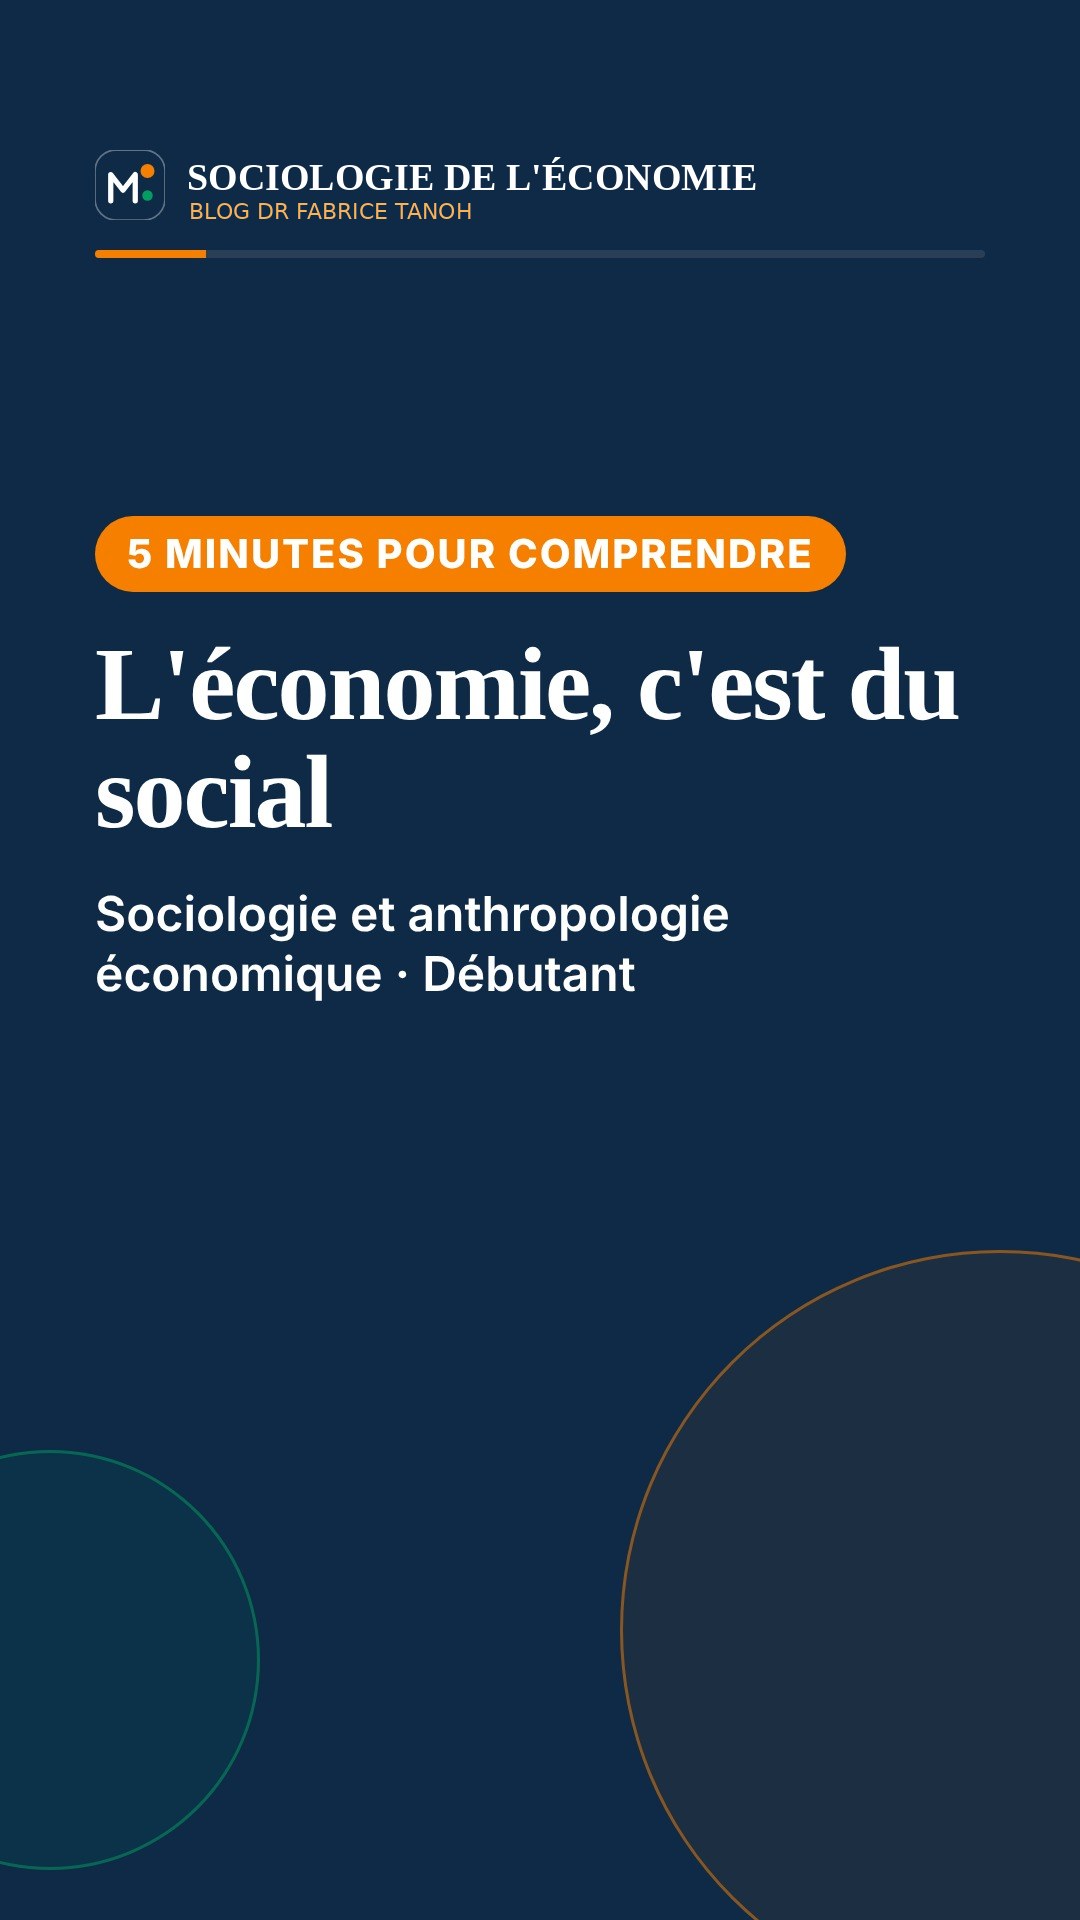 M
SOCIOLOGIE DE L'ÉCONOMIE
BLOG DR FABRICE TANOH
5 MINUTES POUR COMPRENDRE
L'économie, c'est du
social
Sociologie et anthropologie
économique · Débutant